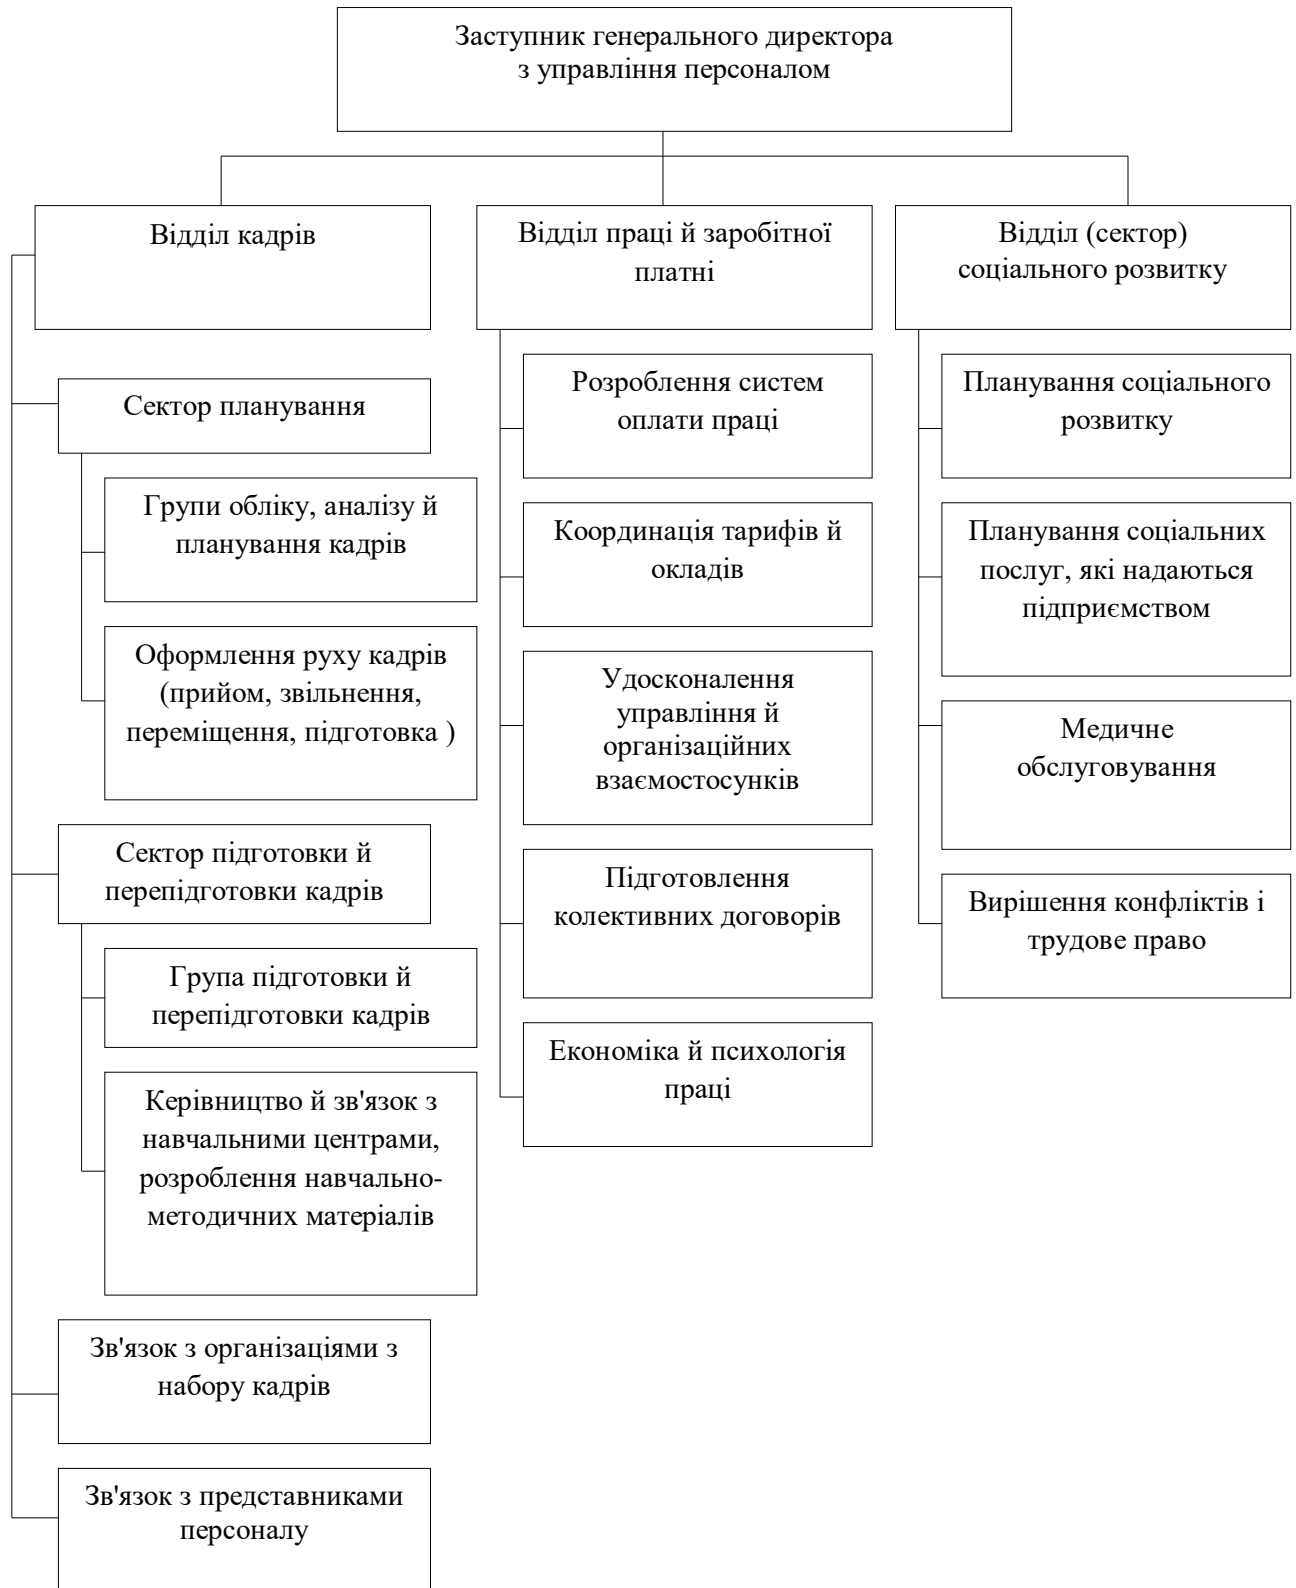 Заступник генерального директора
з управління персоналом
Відділ кадрів
Сектор планування
Групи обліку, аналізу й
планування кадрів
Оформлення руху кадрів
(прийом, звільнення,
переміщення, підготовка )
Сектор підготовки й
перепідготовки кадрів
Група підготовки й
перепідготовки кадрів
Керівництво й зв'язок з
навчальними центрами,
розроблення навчально-
методичних матеріалів
Зв'язок з організаціями з
набору кадрів
Зв'язок з представниками
персоналу
Відділ праці й заробітної
платні
Розроблення систем
оплати праці
Координація тарифів й
окладів
Удосконалення
управління й
організаційних
взаємостосунків
Підготовлення
колективних договорів
Економіка й психологія
праці
Відділ (сектор)
соціального розвитку
Планування соціального
розвитку
Планування соціальних
послуг, які надаються
підприємством
Медичне
обслуговування
Вирішення конфліктів і
трудове право